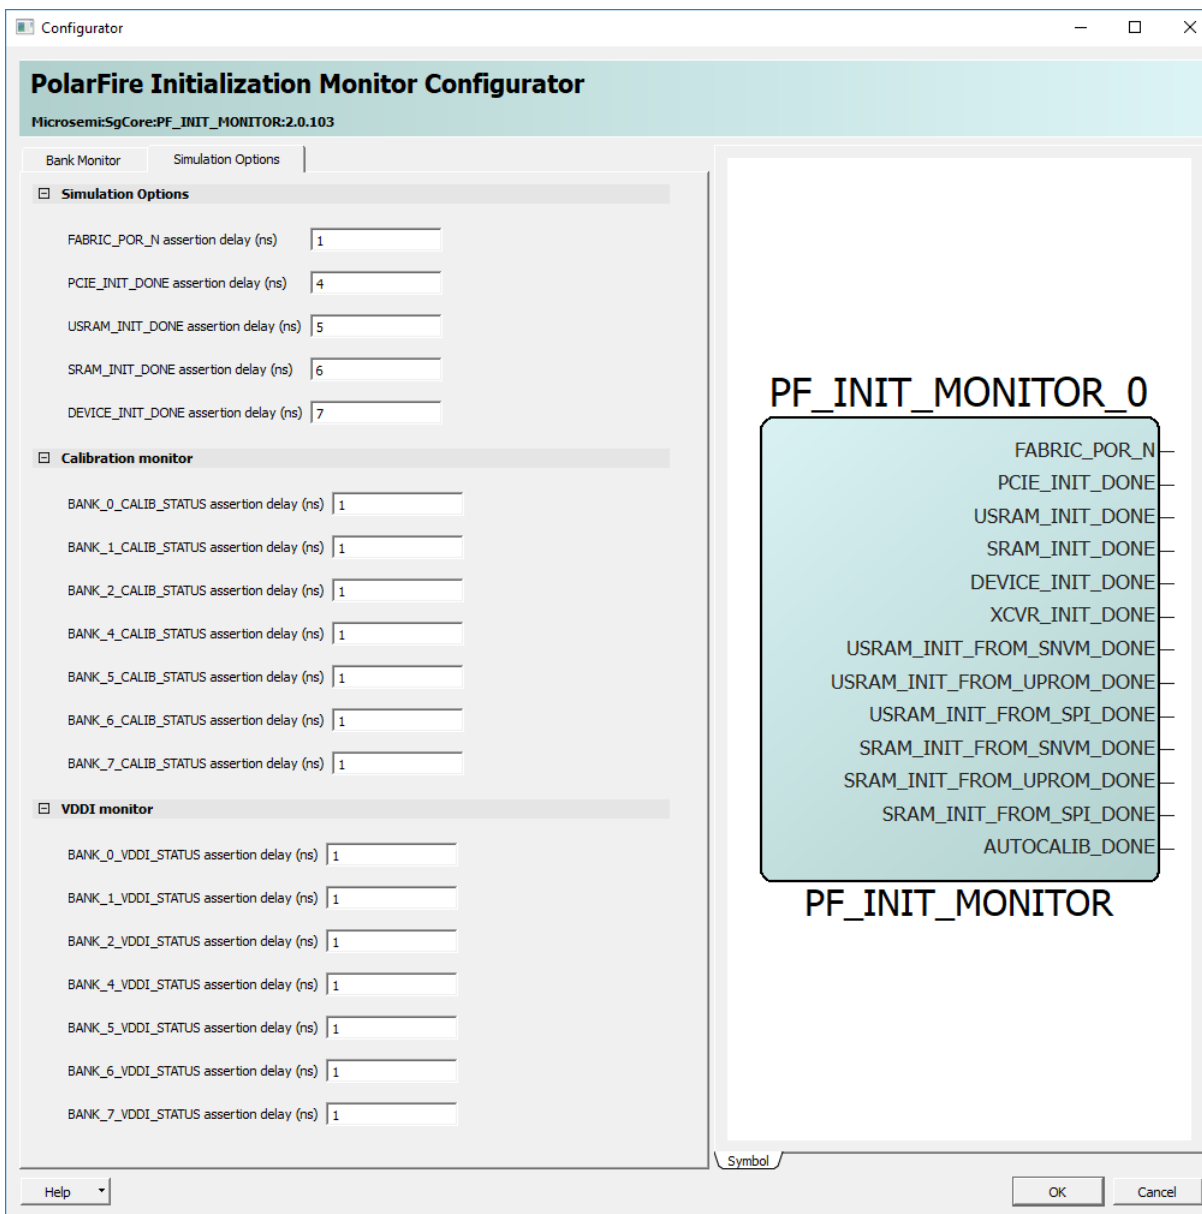 Configurator
PolarFire Initialization Monitor Configurator
Microsemi:SgCore:PF_INIT_MONITOR:2.0.103
Bank Monitor
Simulation Options
Simulation Options
FABRIC_POR_N assertion delay (ns) 1
PCIE_INIT_DONE assertion delay (ns) 4
USRAM_INIT_DONE assertion delay (ns) 5
SRAM_INIT_DONE assertion delay (ns) 6
DEVICE_INIT_DONE assertion delay (ns) 7
Calibration monitor
BANK_0_CALIB_STATUS assertion delay (ns) 1
BANK_1_CALIB_STATUS assertion delay (ns) 1
BANK_2_CALIB_STATUS assertion delay (ns) 1
BANK_4_CALIB_STATUS assertion delay (ns) 1
BANK_5_CALIB_STATUS assertion delay (ns) 1
BANK_6_CALIB_STATUS assertion delay (ns) 1
BANK_7_CALIB_STATUS assertion delay (ns) 1
VDDI monitor
BANK_0_VDDI_STATUS assertion delay (ns) 1
BANK_1_VDDI_STATUS assertion delay (ns) 1
BANK_2_VDDI_STATUS assertion delay (ns) 1
BANK_4_VDDI_STATUS assertion delay (ns) 1
BANK_5_VDDI_STATUS assertion delay (ns) 1
BANK_6_VDDI_STATUS assertion delay (ns) 1
BANK_7_VDDI_STATUS assertion delay (ns) 1
PF_INIT_MONITOR_0
FABRIC_POR_N
PCIE_INIT_DONE
USRAM_INIT_DONE
SRAM_INIT_DONE
DEVICE_INIT_DONE
XCVR_INIT_DONE
USRAM_INIT_FROM_SNVM_DONE
USRAM_INIT_FROM_UPROM_DONE
USRAM_INIT_FROM_SPI_DONE
SRAM_INIT_FROM_SNVM_DONE
SRAM_INIT_FROM_UPROM_DONE
SRAM_INIT_FROM_SPI_DONE
AUTOCALIB_DONE
PF_INIT_MONITOR
Symbol
Help
OK
Cancel